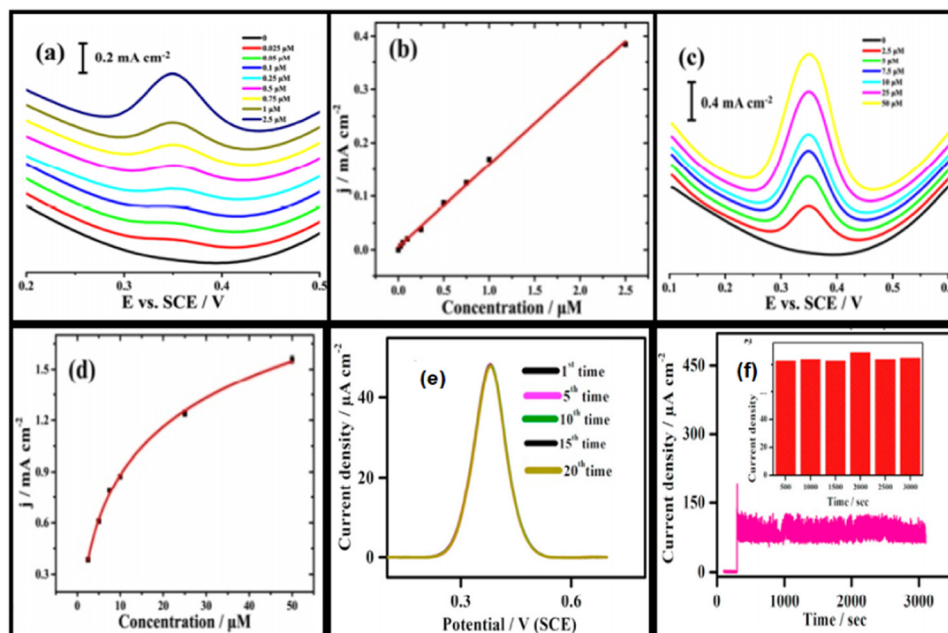 (a)
0.2 mA cm-2
0
0.025 μM
0.05 μM
0.1 μM
0.25 μM
0.5 μM
0.75 μM
1 μM
2.5 μM
0.2 0.3 0.4 0.5
E vs. SCE / V
(b)
j / mA cm-2
0.4
0.3
0.2
0.1
0.0
0.0 0.5 1.0 1.5 2.0 2.5
Concentration / μM
(c)
0.4 mA cm-2
0
2.5 μM
5 μM
7.5 μM
10 μM
25 μM
50 μM
0.1 0.2 0.3 0.4 0.5 0.6
E vs. SCE / V
(d)
j / mA cm-2
1.5
1.2
0.9
0.6
0.3
0 10 20 30 40 50
Concentration / μM
(e)
Current density / μA cm-2
40
20
0
1st time
5th time
10th time
15th time
20th time
0.3 0.6
Potential / V (SCE)
(f)
Current density / μA cm-2
450
300
150
0
Current density
0
500 1000 1500 2000 2500 3000
Time / sec
0 1000 2000 3000
Time / sec